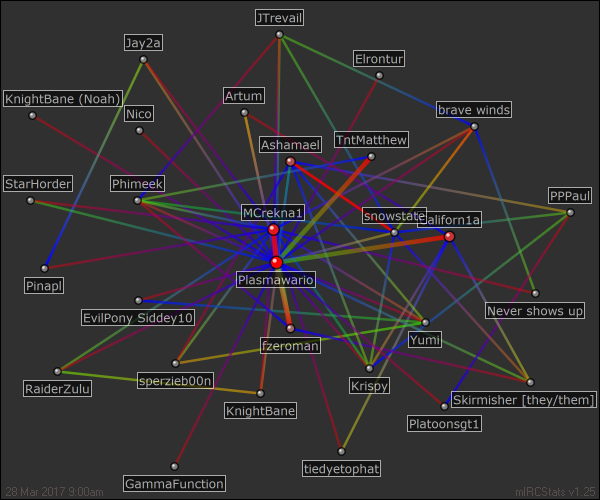 JTrevail
Jay2a
Elrontur
KnightBane (Noah)
Artum
Nico
brave winds
Ashamael
TntMatthew
StarHorder
Phimeek
PPPaul
MCrekna1
snowstate
Californ1a
Pinapl
Plasmawario
EvilPony Siddey10
Never shows up
fzeroman
Yumi
RaiderZulu
sperzieb00n
Krispy
Skirmisher [they/them]
KnightBane
Platoonsgt1
tiedyetophat
GammaFunction
28 Mar 2017 9:00am
mIRCStats v1.25